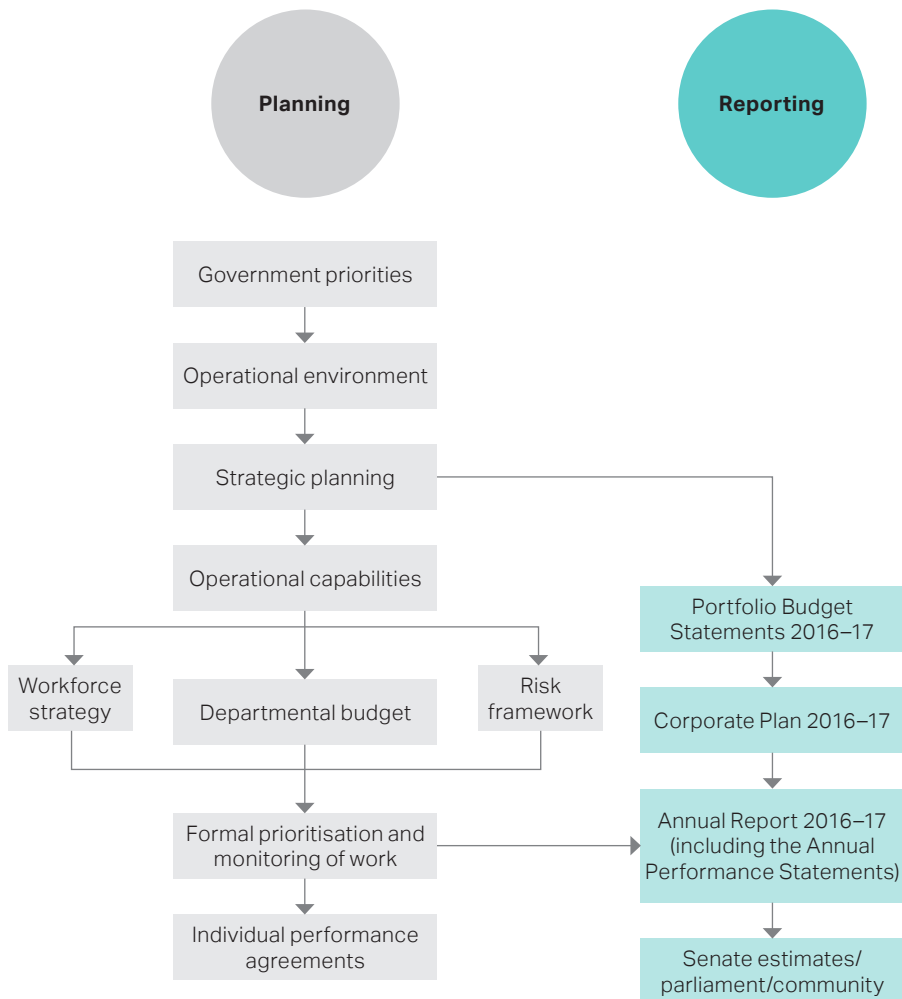 Planning
Reporting
Government priorities
Operational environment
Strategic planning
Operational capabilities
Workforce
strategy
Departmental budget
Risk
framework
Formal prioritisation and
monitoring of work
Individual performance
agreements
Portfolio Budget
Statements 2016–17
Corporate Plan 2016–17
Annual Report 2016–17
(including the Annual
Performance Statements)
Senate estimates/
parliament/community